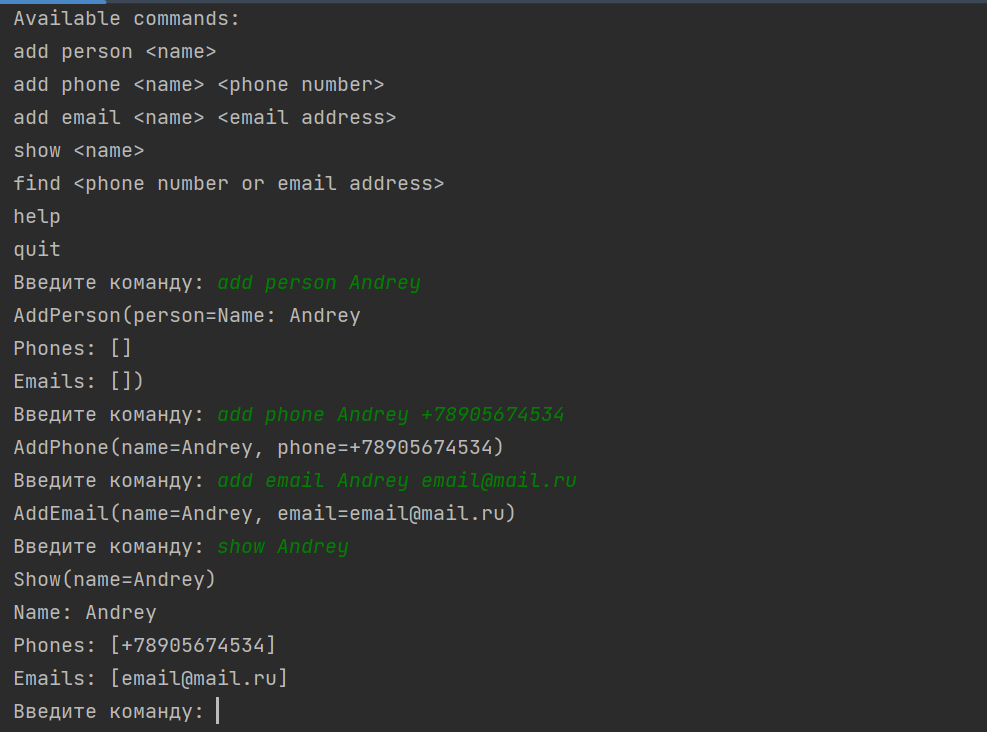 Available commands:
add person <name>
add phone <name> <phone number>
add email <name> <email address>
show <name>
find <phone number or email address>
help
quit
Введите команду: add person Andrey
AddPerson(person=Name: Andrey
Phones: []
Emails: [])
Введите команду: add phone Andrey +78905674534
AddPhone(name=Andrey, phone=+78905674534)
Введите команду: add email Andrey email@mail.ru
AddEmail(name=Andrey, email=email@mail.ru)
Введите команду: show Andrey
Show(name=Andrey)
Name: Andrey
Phones: [+78905674534]
Emails: [email@mail.ru]
Введите команду: